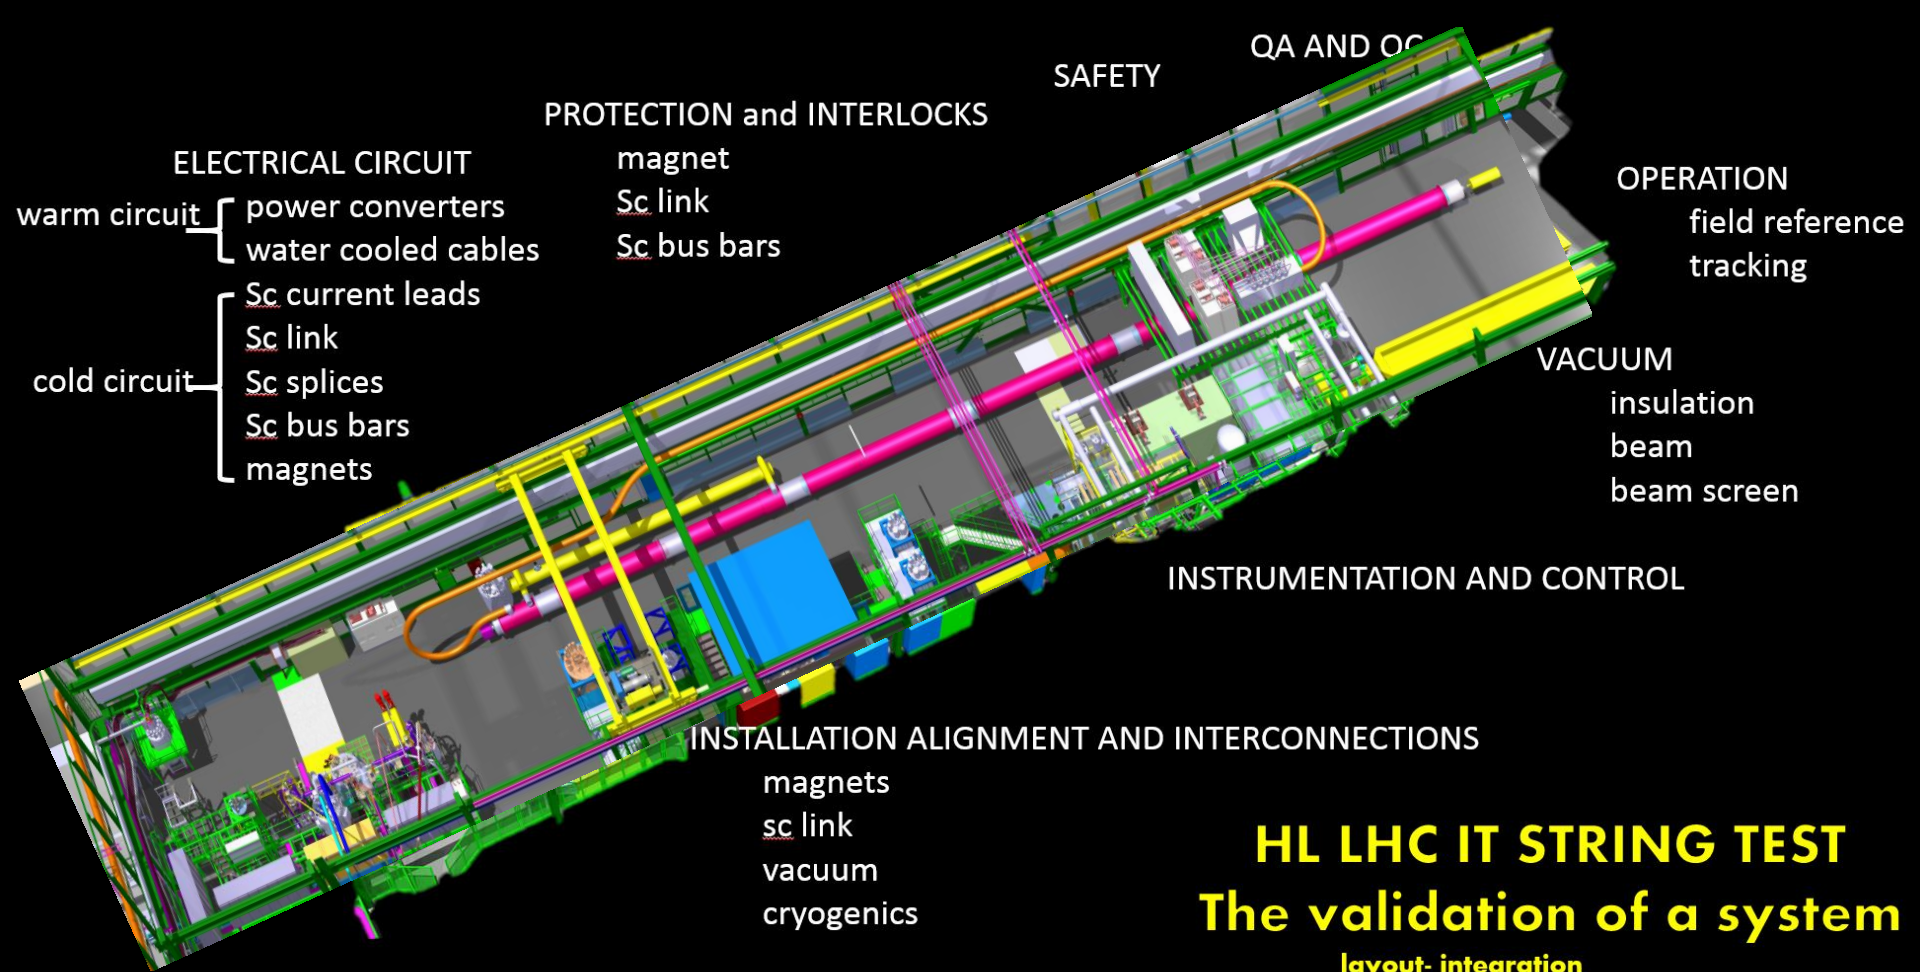 QA AND QC
SAFETY
PROTECTION and INTERLOCKS
magnet
Sc link
Sc bus bars
ELECTRICAL CIRCUIT
warm circuit
power converters
water cooled cables
cold circuit
Sc current leads
Sc link
Sc splices
Sc bus bars
magnets
OPERATION
field reference
tracking
VACUUM
insulation
beam
beam screen
INSTRUMENTATION AND CONTROL
INSTALLATION ALIGNMENT AND INTERCONNECTIONS
magnets
sc link
vacuum
cryogenics
HL LHC IT STRING TEST
The validation of a system
layout- integration